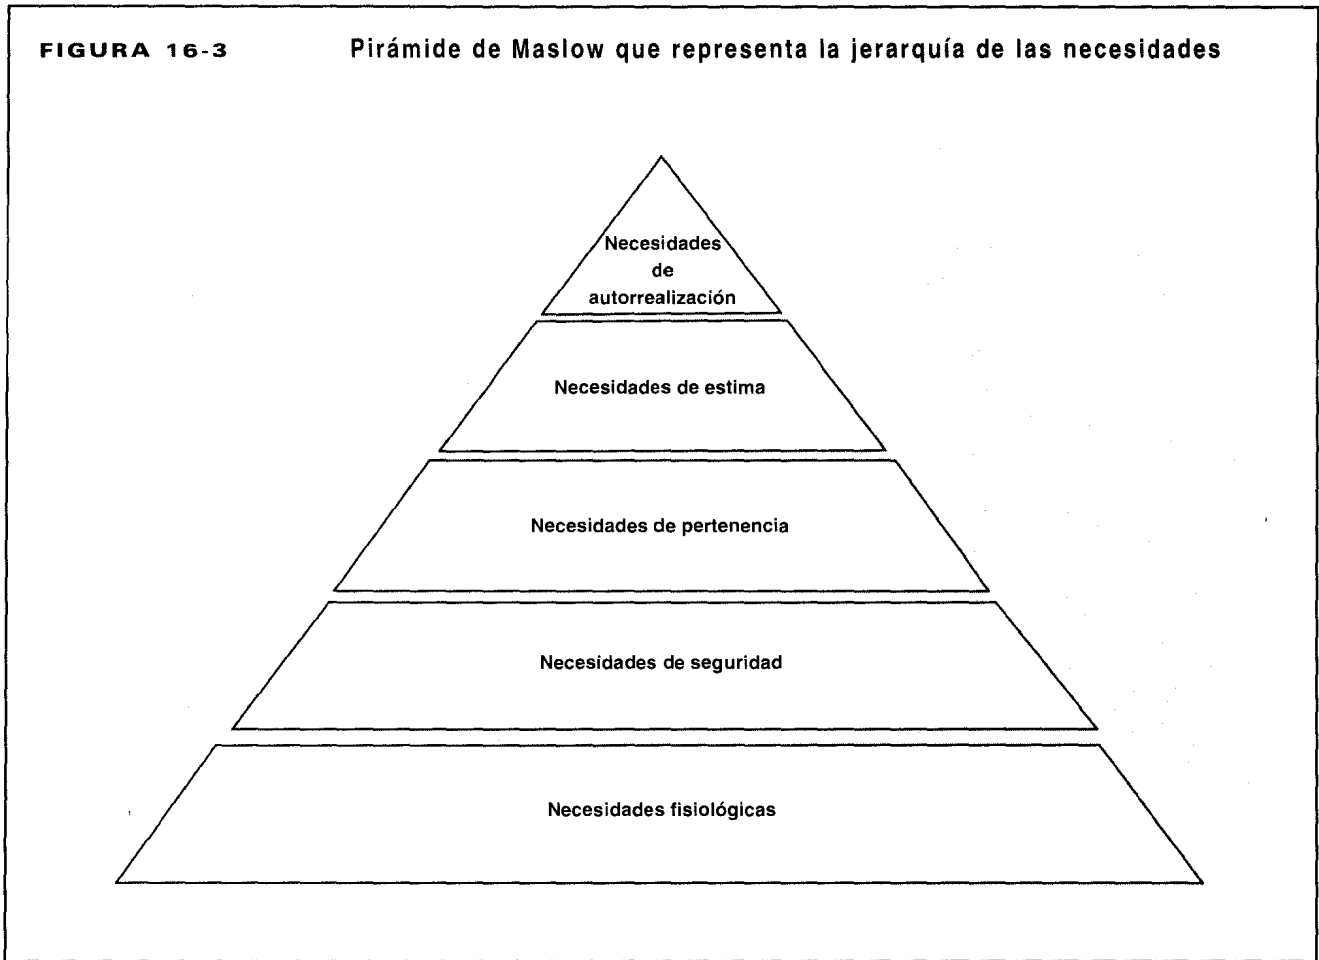 FIGURA 16-3 Pirámide de Maslow que representa la jerarquía de las necesidades
Necesidades
de
autorrealización
Necesidades de estima
Necesidades de pertenencia
Necesidades de seguridad
Necesidades fisiológicas